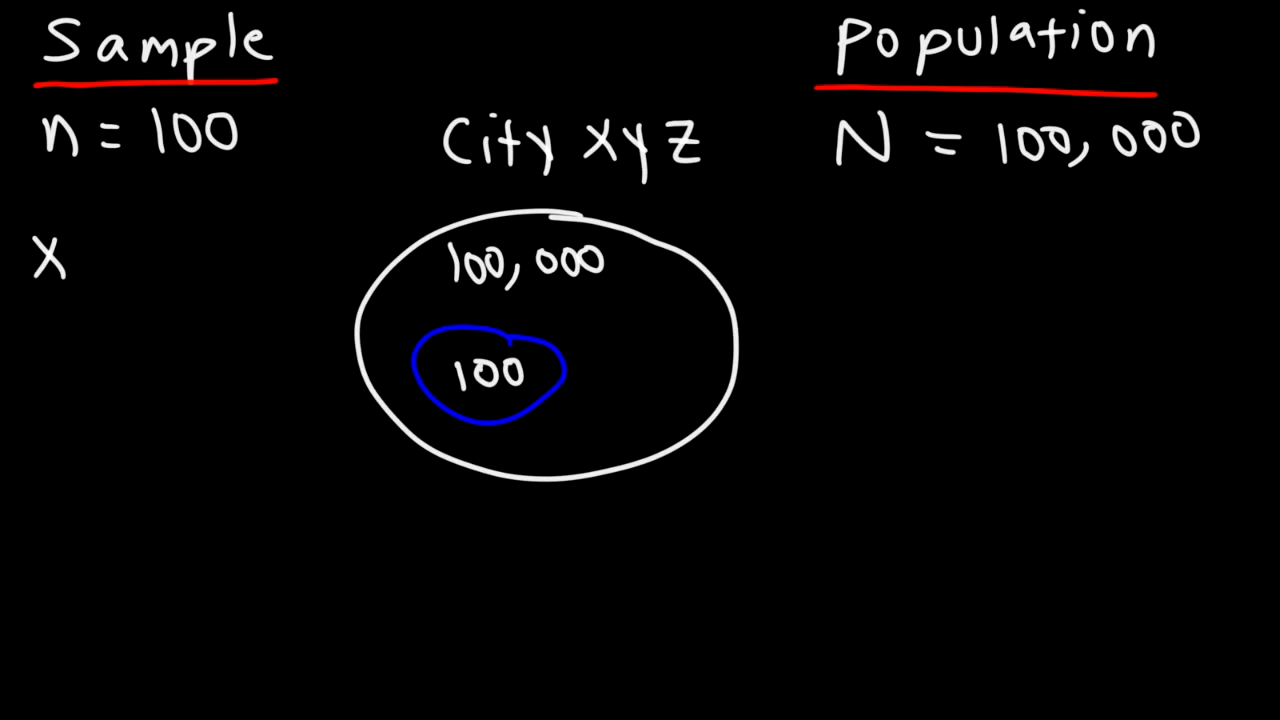 Sample
Population
n = 100
City XYZ
N = 100,000
X
100,000
100